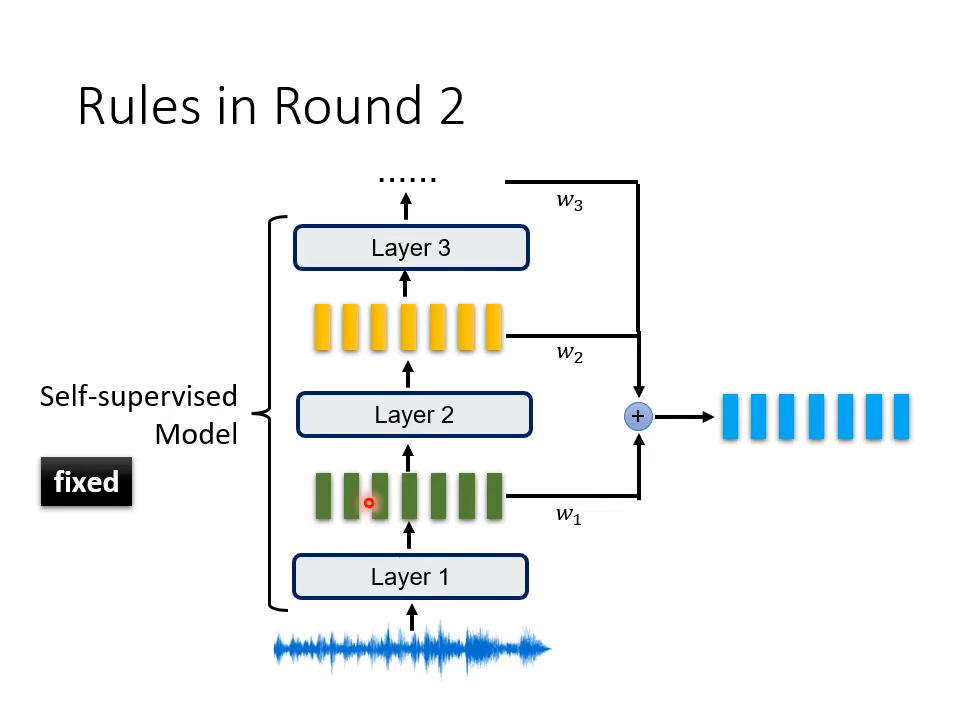 Rules in Round 2
......
w₃
Layer 3
w₂
Self-supervised
Model
Layer 2
+
fixed
w₁
Layer 1